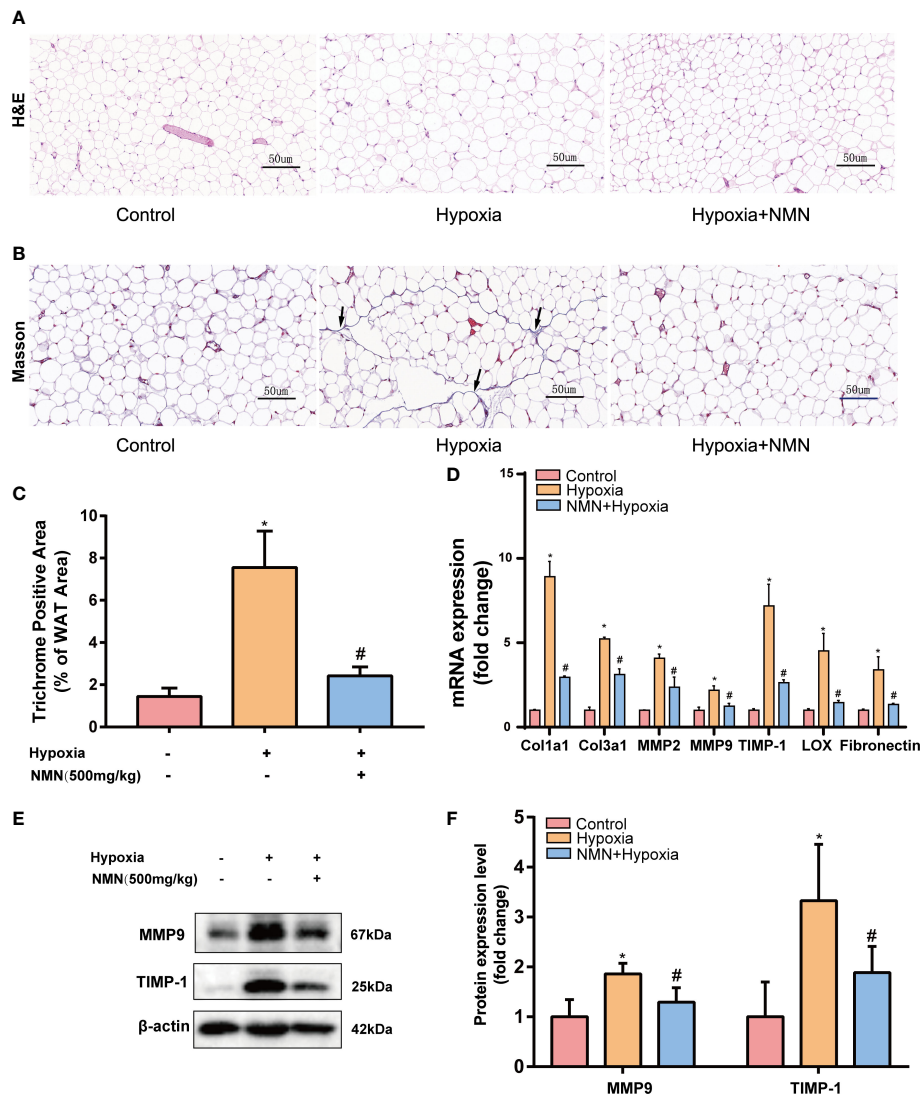 A
H&E
50um
50um
50um
Control
Hypoxia
Hypoxia+NMN
B
Masson
50um
50um
50um
Control
Hypoxia
Hypoxia+NMN
C
Trichrome Positive Area
(% of WAT Area)
10
8
6
4
2
0
*
#
Hypoxia - + +
NMN(500mg/kg) - - +
D
mRNA expression
(fold change)
15
10
5
0
Control
Hypoxia
NMN+Hypoxia
* # * # * # * # * # * # * #
Col1a1 Col3a1 MMP2 MMP9 TIMP-1 LOX Fibronectin
E
Hypoxia - + +
NMN(500mg/kg) - - +
MMP9 67kDa
TIMP-1 25kDa
β-actin 42kDa
F
Protein expression level
(fold change)
5
4
3
2
1
0
Control
Hypoxia
NMN+Hypoxia
* # * #
MMP9 TIMP-1